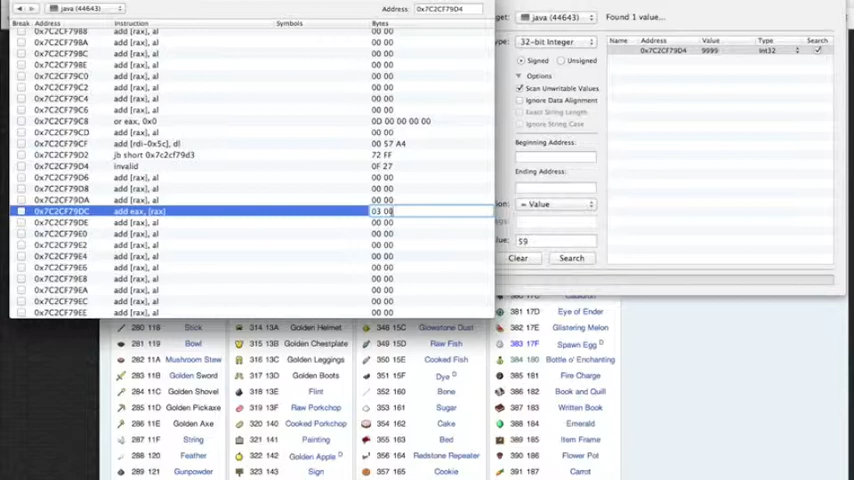 java (44643)
Address: 0x7C2CF79D4
Break Address Instruction Symbols Bytes
0x7C2CF79B8 add [rax], al 00 00
0x7C2CF79BA add [rax], al 00 00
0x7C2CF79BC add [rax], al 00 00
0x7C2CF79BE add [rax], al 00 00
0x7C2CF79C0 add [rax], al 00 00
0x7C2CF79C2 add [rax], al 00 00
0x7C2CF79C4 add [rax], al 00 00
0x7C2CF79C6 add [rax], al 00 00
0x7C2CF79C8 or eax, 0x0 0D 00 00 00 00
0x7C2CF79CD add [rax], al 00 00
0x7C2CF79CF add [rdi-0x5c], dl 00 57 A4
0x7C2CF79D2 jb short 0x7c2cf79d3 72 FF
0x7C2CF79D4 invalid 0F 27
0x7C2CF79D6 add [rax], al 00 00
0x7C2CF79D8 add [rax], al 00 00
0x7C2CF79DA add [rax], al 00 00
0x7C2CF79DC add eax, [rax] 03 00
0x7C2CF79DE add [rax], al 00 00
0x7C2CF79E0 add [rax], al 00 00
0x7C2CF79E2 add [rax], al 00 00
0x7C2CF79E4 add [rax], al 00 00
0x7C2CF79E6 add [rax], al 00 00
0x7C2CF79E8 add [rax], al 00 00
0x7C2CF79EA add [rax], al 00 00
0x7C2CF79EC add [rax], al 00 00
0x7C2CF79EE add [rax], al 00 00
get: java (44643) Found 1 value...
ype: 32-bit Integer
Signed Unsigned
Options
Scan Unwritable Values
Ignore Data Alignment
Exact String Length
Ignore String Case
Beginning Address:
Ending Address:
on: = Value
lue: 59
Clear Search
Name Address Value Type Search
0x7C2CF79D4 9999 Int32
280 118 Stick 314 13A Golden Helmet 348 15C Glowstone Dust 381 17D Eye of Ender
281 119 Bowl 315 13B Golden Chestplate 349 15D Raw Fish 382 17E Glistering Melon
282 11A Mushroom Stew 316 13C Golden Leggings 350 15E Cooked Fish 383 17F Spawn Egg D
283 11B Golden Sword 317 13D Golden Boots 351 15F Dye D 384 180 Bottle o' Enchanting
284 11C Golden Shovel 318 13E Flint 352 160 Bone 385 181 Fire Charge
285 11D Golden Pickaxe 319 13F Raw Porkchop 353 161 Sugar 386 182 Book and Quill
286 11E Golden Axe 320 140 Cooked Porkchop 354 162 Cake 387 183 Written Book
287 11F String 321 141 Painting 355 163 Bed 388 184 Emerald
288 120 Feather 322 142 Golden Apple D 356 164 Redstone Repeater 389 185 Item Frame
289 121 Gunpowder 323 143 Sign 357 165 Cookie 390 186 Flower Pot
391 187 Carrot